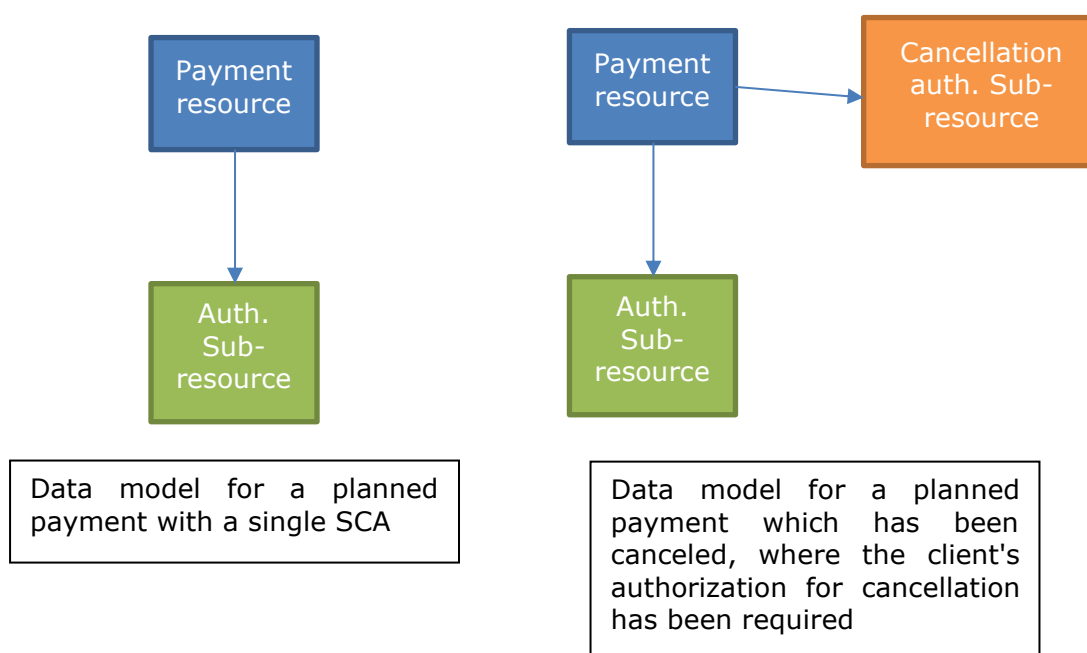 Payment
resource
Auth.
Sub-
resource
Data model for a planned
payment with a single SCA
Payment
resource
Cancellation
auth. Sub-
resource
Auth.
Sub-
resource
Data model for a planned
payment which has been
canceled, where the client's
authorization for cancellation
has been required